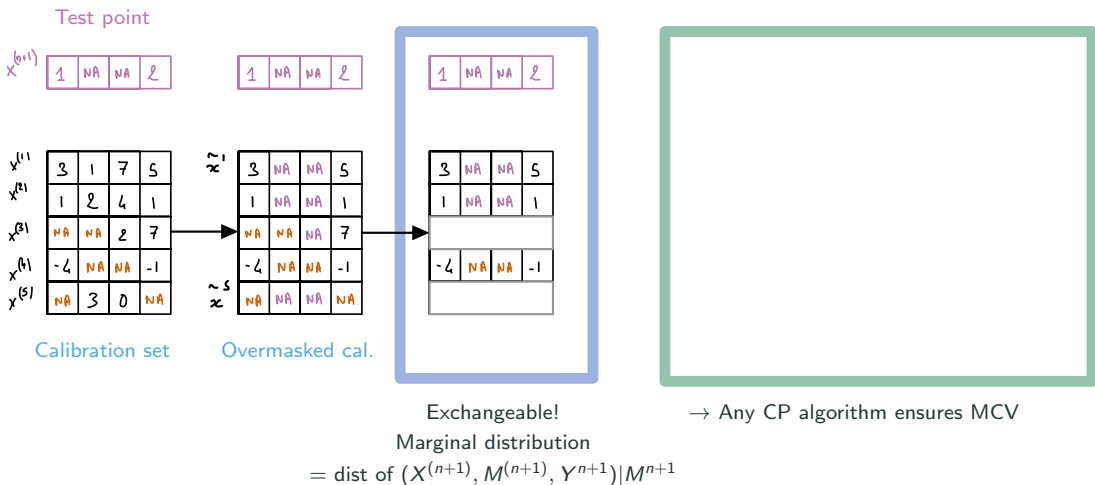 Test point
x^(n+1) 1 NA NA 2 1 NA NA 2 1 NA NA 2
x^(1) 3 1 7 5 x̃^1 3 NA NA 5 3 NA NA 5
x^(2) 1 2 4 1 1 NA NA 1 1 NA NA 1
x^(3) NA NA 2 7 NA NA NA 7
x^(4) -4 NA NA -1 -4 NA NA -1 -4 NA NA -1
x^(5) NA 3 0 NA x̃^5 NA NA NA NA
Calibration set Overmasked cal.
Exchangeable! → Any CP algorithm ensures MCV
Marginal distribution
= dist of (X^(n+1), M^(n+1), Y^n+1)|M^n+1